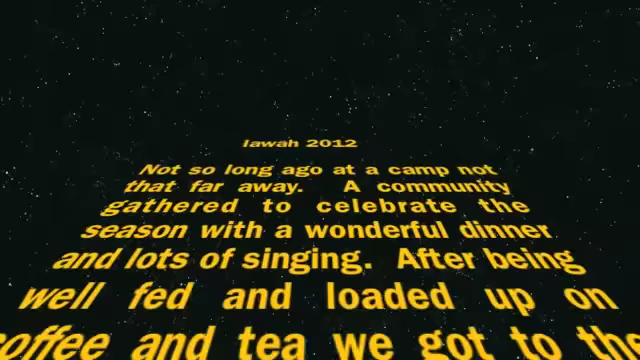 Iawah 2012
Not so long ago at a camp not
that far away. A community
gathered to celebrate the
season with a wonderful dinner
and lots of singing. After being
well fed and loaded up on
coffee and tea we got to the